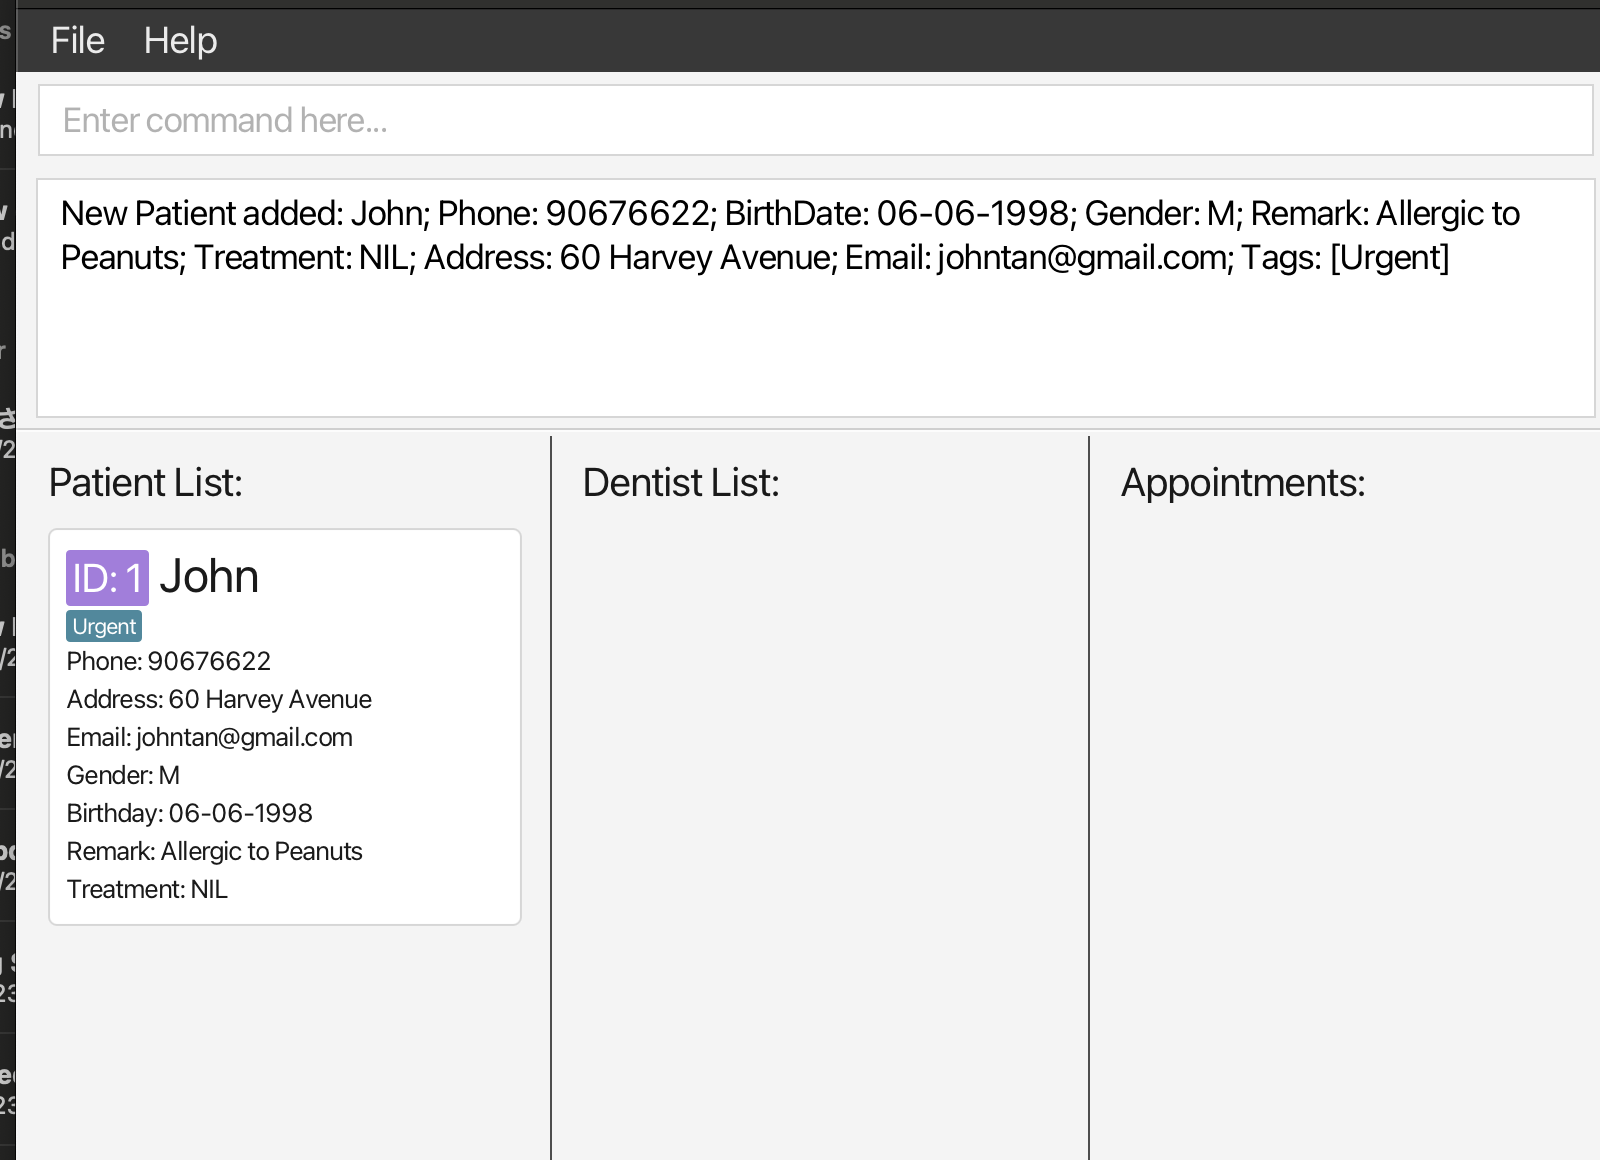 File Help
Enter command here...
New Patient added: John; Phone: 90676622; BirthDate: 06-06-1998; Gender: M; Remark: Allergic to
Peanuts; Treatment: NIL; Address: 60 Harvey Avenue; Email: johntan@gmail.com; Tags: [Urgent]
Patient List:
ID: 1 John
Urgent
Phone: 90676622
Address: 60 Harvey Avenue
Email: johntan@gmail.com
Gender: M
Birthday: 06-06-1998
Remark: Allergic to Peanuts
Treatment: NIL
Dentist List:
Appointments: